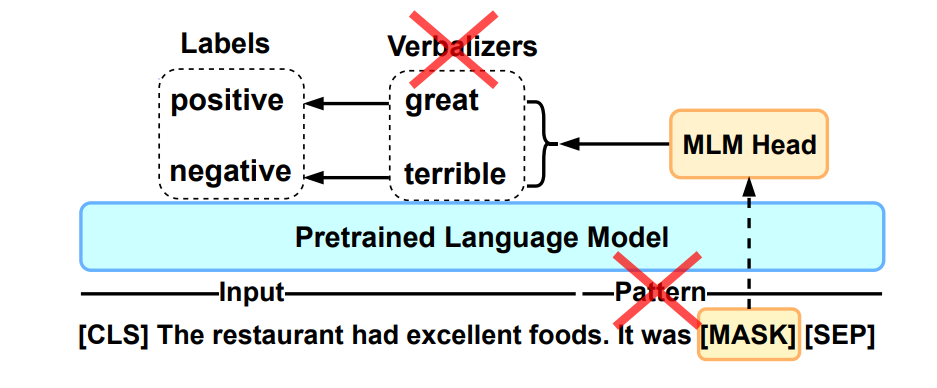 Labels
Verbalizers
positive
great
negative
terrible
MLM Head
Pretrained Language Model
Input
Pattern
[CLS] The restaurant had excellent foods. It was [MASK] [SEP]